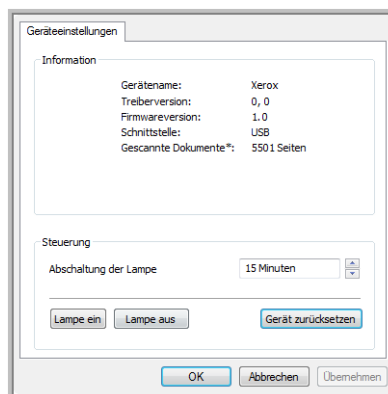 Geräteeinstellungen
Information
Gerätename: Xerox
Treiberversion: 0, 0
Firmwareversion: 1.0
Schnittstelle: USB
Gescannte Dokumente*: 5501 Seiten
Steuerung
Abschaltung der Lampe 15 Minuten
Lampe ein Lampe aus Gerät zurücksetzen
OK Abbrechen Übernehmen